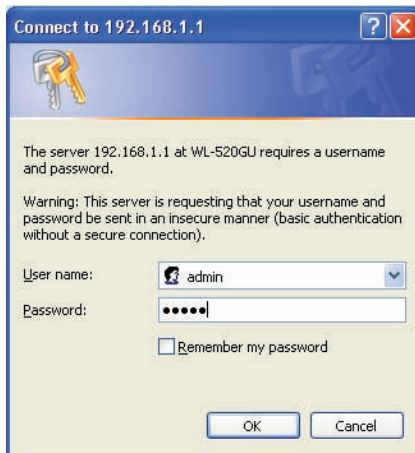 Connect to 192.168.1.1
The server 192.168.1.1 at WL-520GU requires a username
and password.
Warning: This server is requesting that your username and
password be sent in an insecure manner (basic authentication
without a secure connection).
User name:
admin
Password:
•••••
Remember my password
OK
Cancel